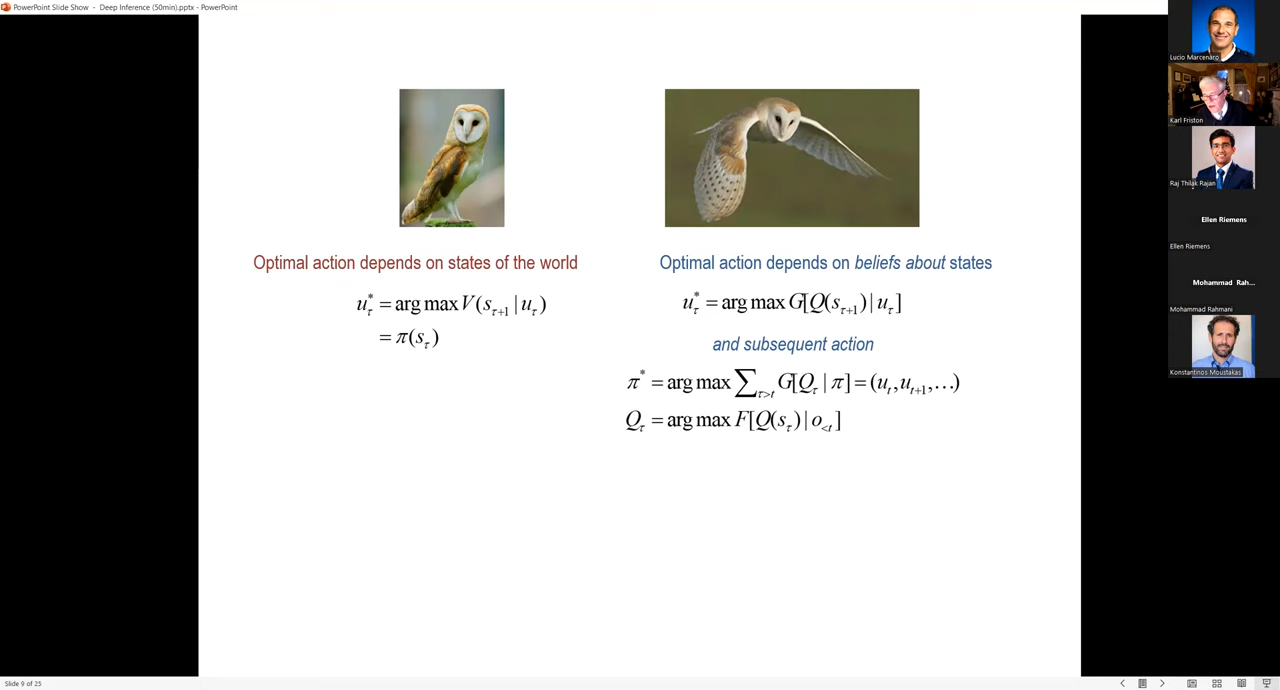 PowerPoint Slide Show - Deep Inference (50min).pptx - PowerPoint
Optimal action depends on states of the world
u*τ = arg max V(sτ+1 | uτ)
= π(sτ)
Optimal action depends on beliefs about states
u*τ = arg max G[Q(sτ+1) | uτ]
and subsequent action
π* = arg max ∑τ>t G[Qτ | π] = (ut, ut+1, …)
Qτ = arg max F[Q(sτ) | o<t]
Lucio Marcenaro
Karl Friston
Raj Thilak Rajan
Ellen Riemens
Ellen Riemens
Mohammad Rah...
Mohammad Rahmani
Konstantinos Moustakas
Slide 9 of 25